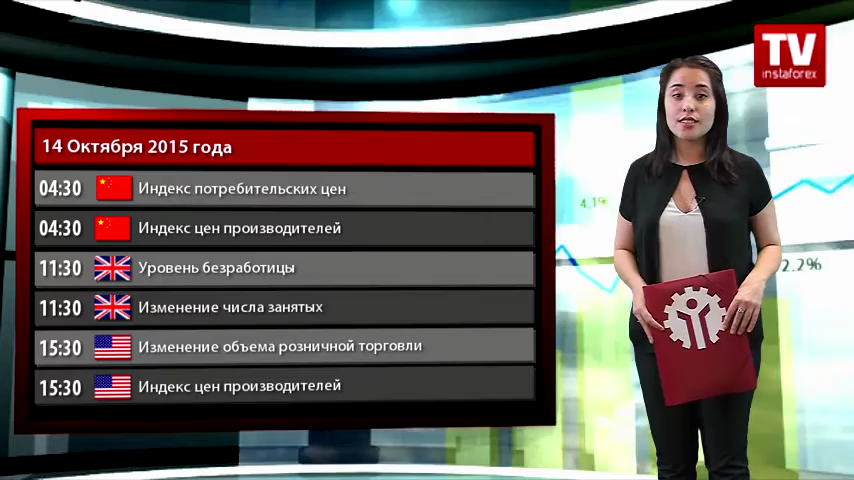 TV
instaforex
14 Октября 2015 года
04:30 Индекс потребительских цен
04:30 Индекс цен производителей
11:30 Уровень безработицы
11:30 Изменение числа занятых
15:30 Изменение объема розничной торговли
15:30 Индекс цен производителей
4.1%
2.2%